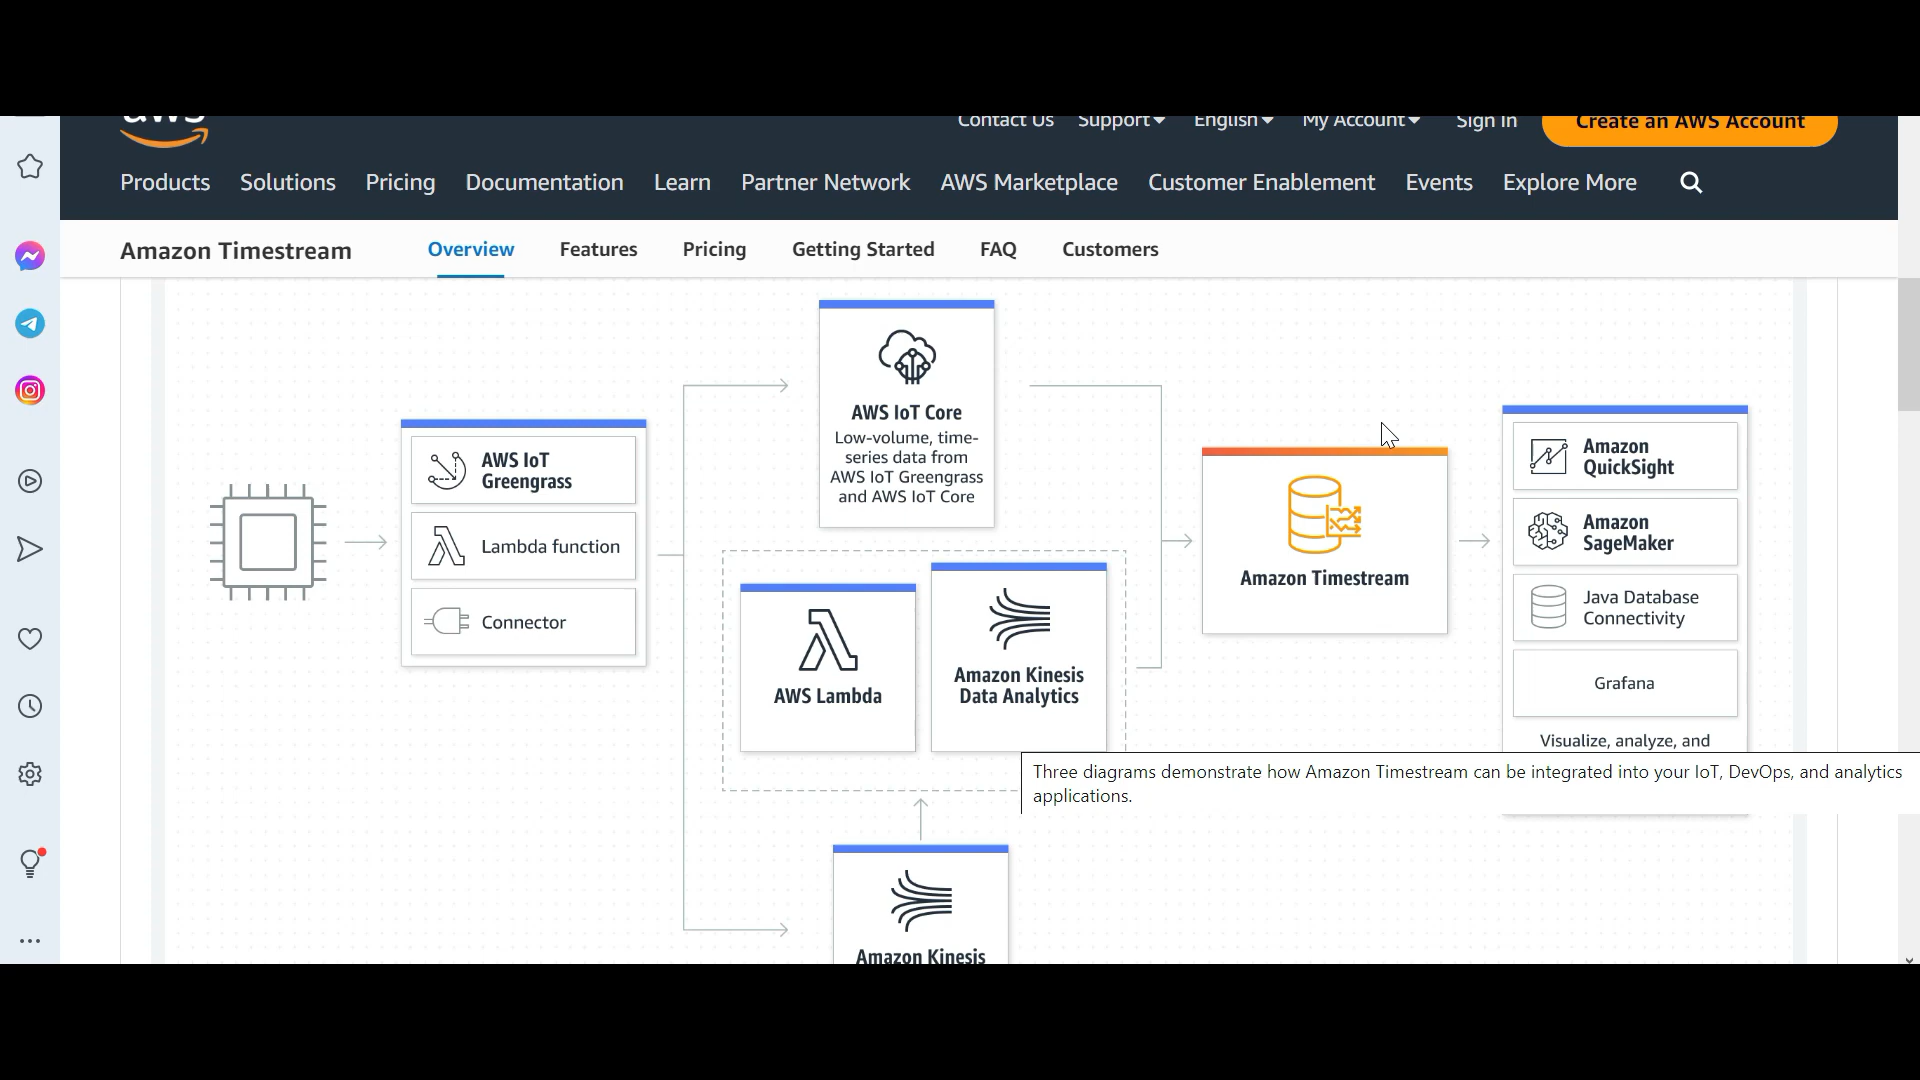 aws
Contact Us Support English My Account Sign In Create an AWS Account
Products Solutions Pricing Documentation Learn Partner Network AWS Marketplace Customer Enablement Events Explore More
Amazon Timestream Overview Features Pricing Getting Started FAQ Customers
AWS IoT
Greengrass
Lambda function
Connector
AWS IoT Core
Low-volume, time-
series data from
AWS IoT Greengrass
and AWS IoT Core
AWS Lambda
Amazon Kinesis
Data Analytics
Amazon Kinesis
Amazon Timestream
Amazon
QuickSight
Amazon
SageMaker
Java Database
Connectivity
Grafana
Visualize, analyze, and
Three diagrams demonstrate how Amazon Timestream can be integrated into your IoT, DevOps, and analytics
applications.